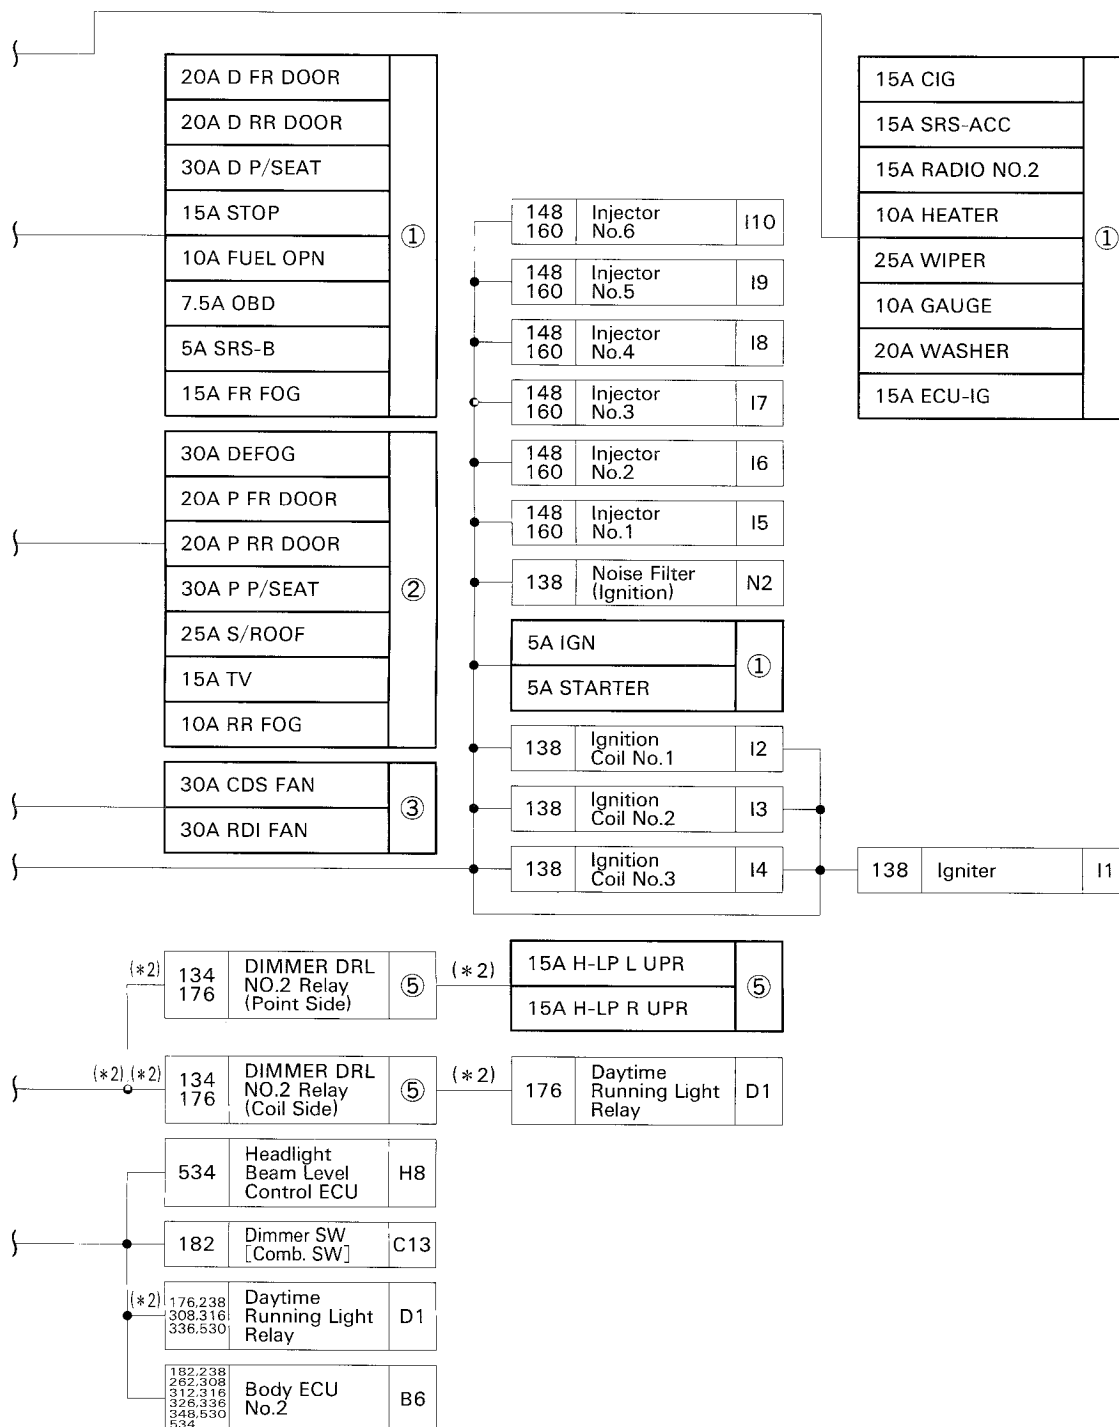 20A D FR DOOR
20A D RR DOOR
30A D P/SEAT
15A STOP
10A FUEL OPN
7.5A OBD
5A SRS-B
15A FR FOG
①
30A DEFOG
20A P FR DOOR
20A P RR DOOR
30A P P/SEAT
25A S/ROOF
15A TV
10A RR FOG
②
30A CDS FAN
30A RDI FAN
③
148
160
Injector
No.6
I10
148
160
Injector
No.5
I9
148
160
Injector
No.4
I8
148
160
Injector
No.3
I7
148
160
Injector
No.2
I6
148
160
Injector
No.1
I5
138
Noise Filter
(Ignition)
N2
5A IGN
5A STARTER
①
138
Ignition
Coil No.1
I2
138
Ignition
Coil No.2
I3
138
Ignition
Coil No.3
I4
15A CIG
15A SRS-ACC
15A RADIO NO.2
10A HEATER
25A WIPER
10A GAUGE
20A WASHER
15A ECU-IG
①
138
Igniter
I1
(*2)
134
176
DIMMER DRL
NO.2 Relay
(Point Side)
⑤
(*2)
15A H-LP L UPR
15A H-LP R UPR
⑤
(*2) (*2)
134
176
DIMMER DRL
NO.2 Relay
(Coil Side)
⑤
(*2)
176
Daytime
Running Light
Relay
D1
534
Headlight
Beam Level
Control ECU
H8
182
Dimmer SW
[Comb. SW]
C13
(*2)
176,238
308,316
336,530
Daytime
Running Light
Relay
D1
182,238
262,308
312,316
326,336
348,530
534
Body ECU
No.2
B6